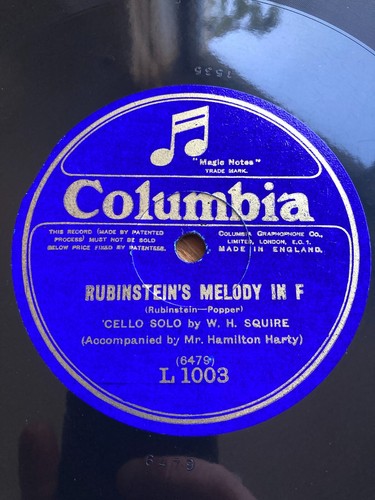 1535
"Magic Notes"
TRADE MARK.
Columbia
THIS RECORD (MADE BY PATENTED
PROCESS) MUST NOT BE SOLD
BELOW PRICE FIXED BY PATENTEES.
COLUMBIA GRAPHOPHONE CO.,
LIMITED, LONDON, E.C. 1.
MADE IN ENGLAND.
RUBINSTEIN'S MELODY IN F
(Rubinstein—Popper)
'CELLO SOLO by W. H. SQUIRE
(Accompanied by Mr. Hamilton Harty)
(6479)
L 1003